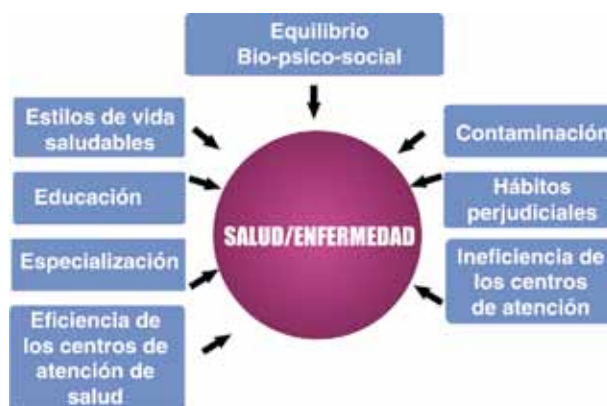 Equilibrio
Bio-psico-social
Estilos de vida
saludables
Educación
Especialización
Eficiencia de
los centros de
atención de
salud
SALUD/ENFERMEDAD
Contaminación
Hábitos
perjudiciales
Ineficiencia de
los centros
de atención